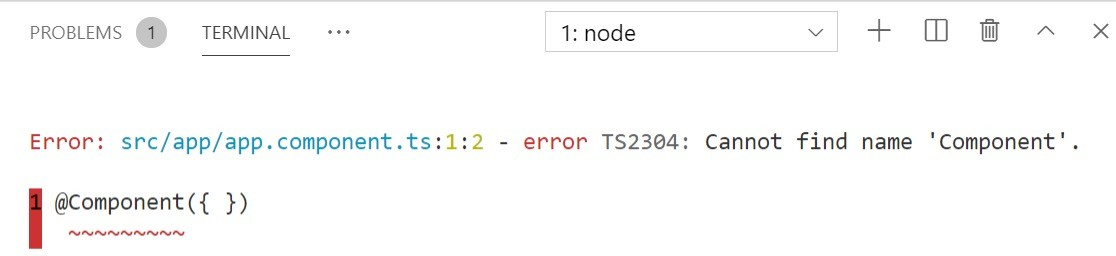 PROBLEMS 1 TERMINAL ··· 1: node
Error: src/app/app.component.ts:1:2 - error TS2304: Cannot find name 'Component'.
1 @Component({ })
~~~~~~~~~